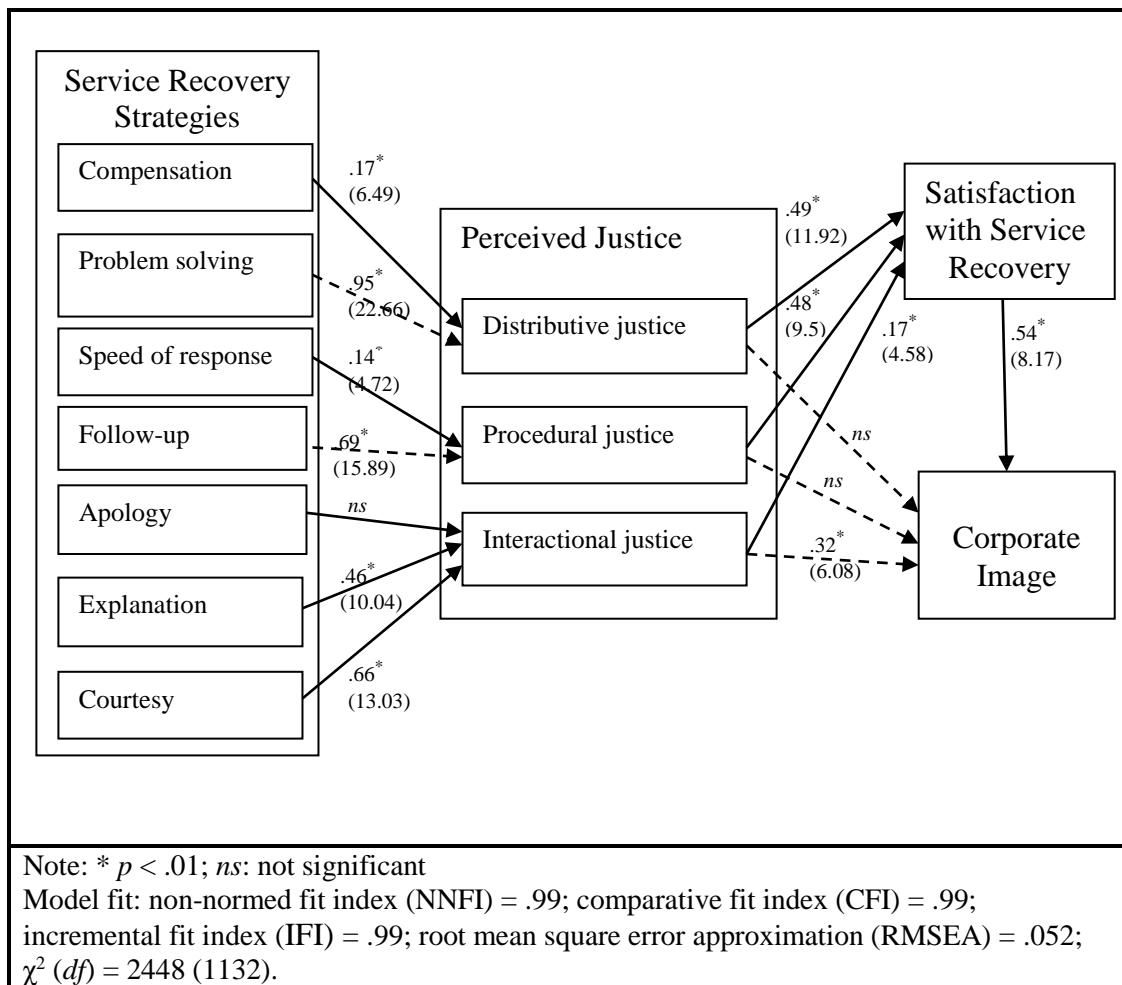 Service Recovery
Strategies
Compensation
Problem solving
Speed of response
Follow-up
Apology
Explanation
Courtesy
.17*
(6.49)
.95*
(22.66)
.14*
(4.72)
.69*
(15.89)
ns
.46*
(10.04)
.66*
(13.03)
Perceived Justice
Distributive justice
Procedural justice
Interactional justice
.49*
(11.92)
.48*
(9.5)
.17*
(4.58)
ns
ns
.32*
(6.08)
Satisfaction
with Service
Recovery
.54*
(8.17)
Corporate
Image
Note: * p < .01; ns: not significant
Model fit: non-normed fit index (NNFI) = .99; comparative fit index (CFI) = .99;
incremental fit index (IFI) = .99; root mean square error approximation (RMSEA) = .052;
χ² (df) = 2448 (1132).